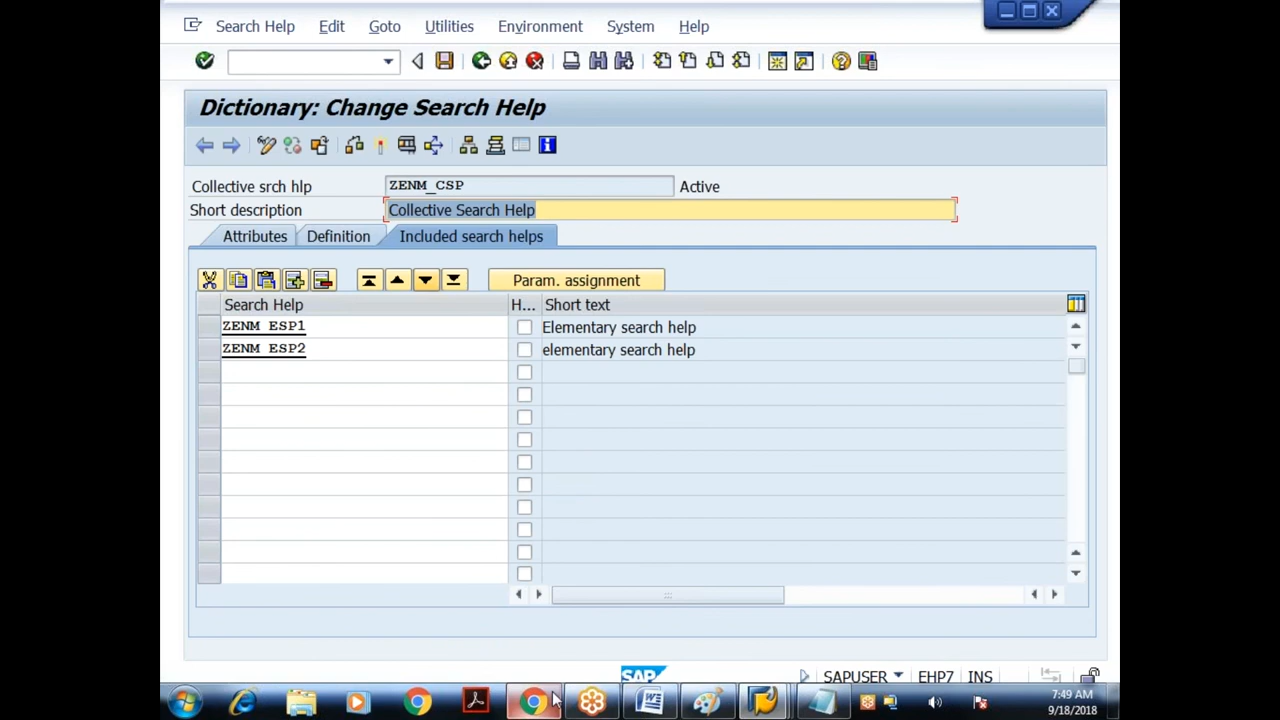 Search Help Edit Goto Utilities Environment System Help
Dictionary: Change Search Help
Collective srch hlp ZENM_CSP Active
Short description Collective Search Help
Attributes Definition Included search helps
Param. assignment
Search Help H... Short text
ZENM_ESP1 Elementary search help
ZENM_ESP2 elementary search help
SAP SAPUSER EHP7 INS
7:49 AM
9/18/2018